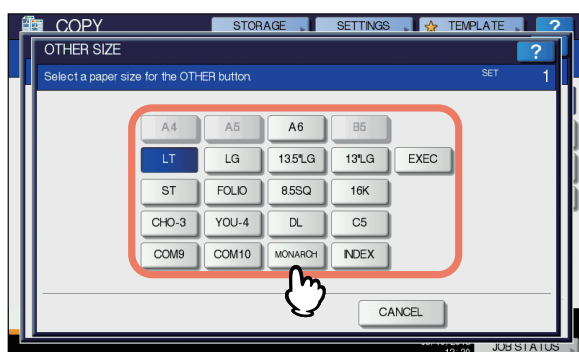 COPY STORAGE SETTINGS TEMPLATE ?
OTHER SIZE ?
Select a paper size for the OTHER button. SET 1
A4 A5 A6 B5
LT LG 13.5"LG 13"LG EXEC
ST FOLIO 8.5SQ 16K
CHO-3 YOU-4 DL C5
COM9 COM10 MONARCH INDEX
CANCEL
JOB STATUS